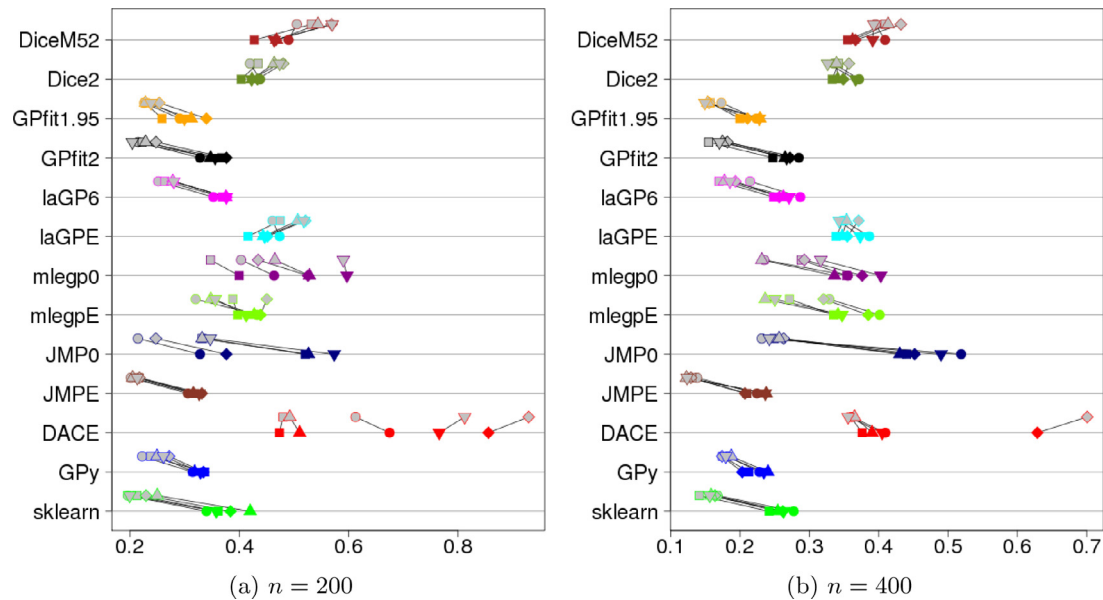 DiceM52
Dice2
GPfit1.95
GPfit2
laGP6
laGPE
mlegp0
mlegpE
JMP0
JMPE
DACE
GPy
sklearn
0.2 0.4 0.6 0.8
(a) n = 200
DiceM52
Dice2
GPfit1.95
GPfit2
laGP6
laGPE
mlegp0
mlegpE
JMP0
JMPE
DACE
GPy
sklearn
0.1 0.2 0.3 0.4 0.5 0.6 0.7
(b) n = 400